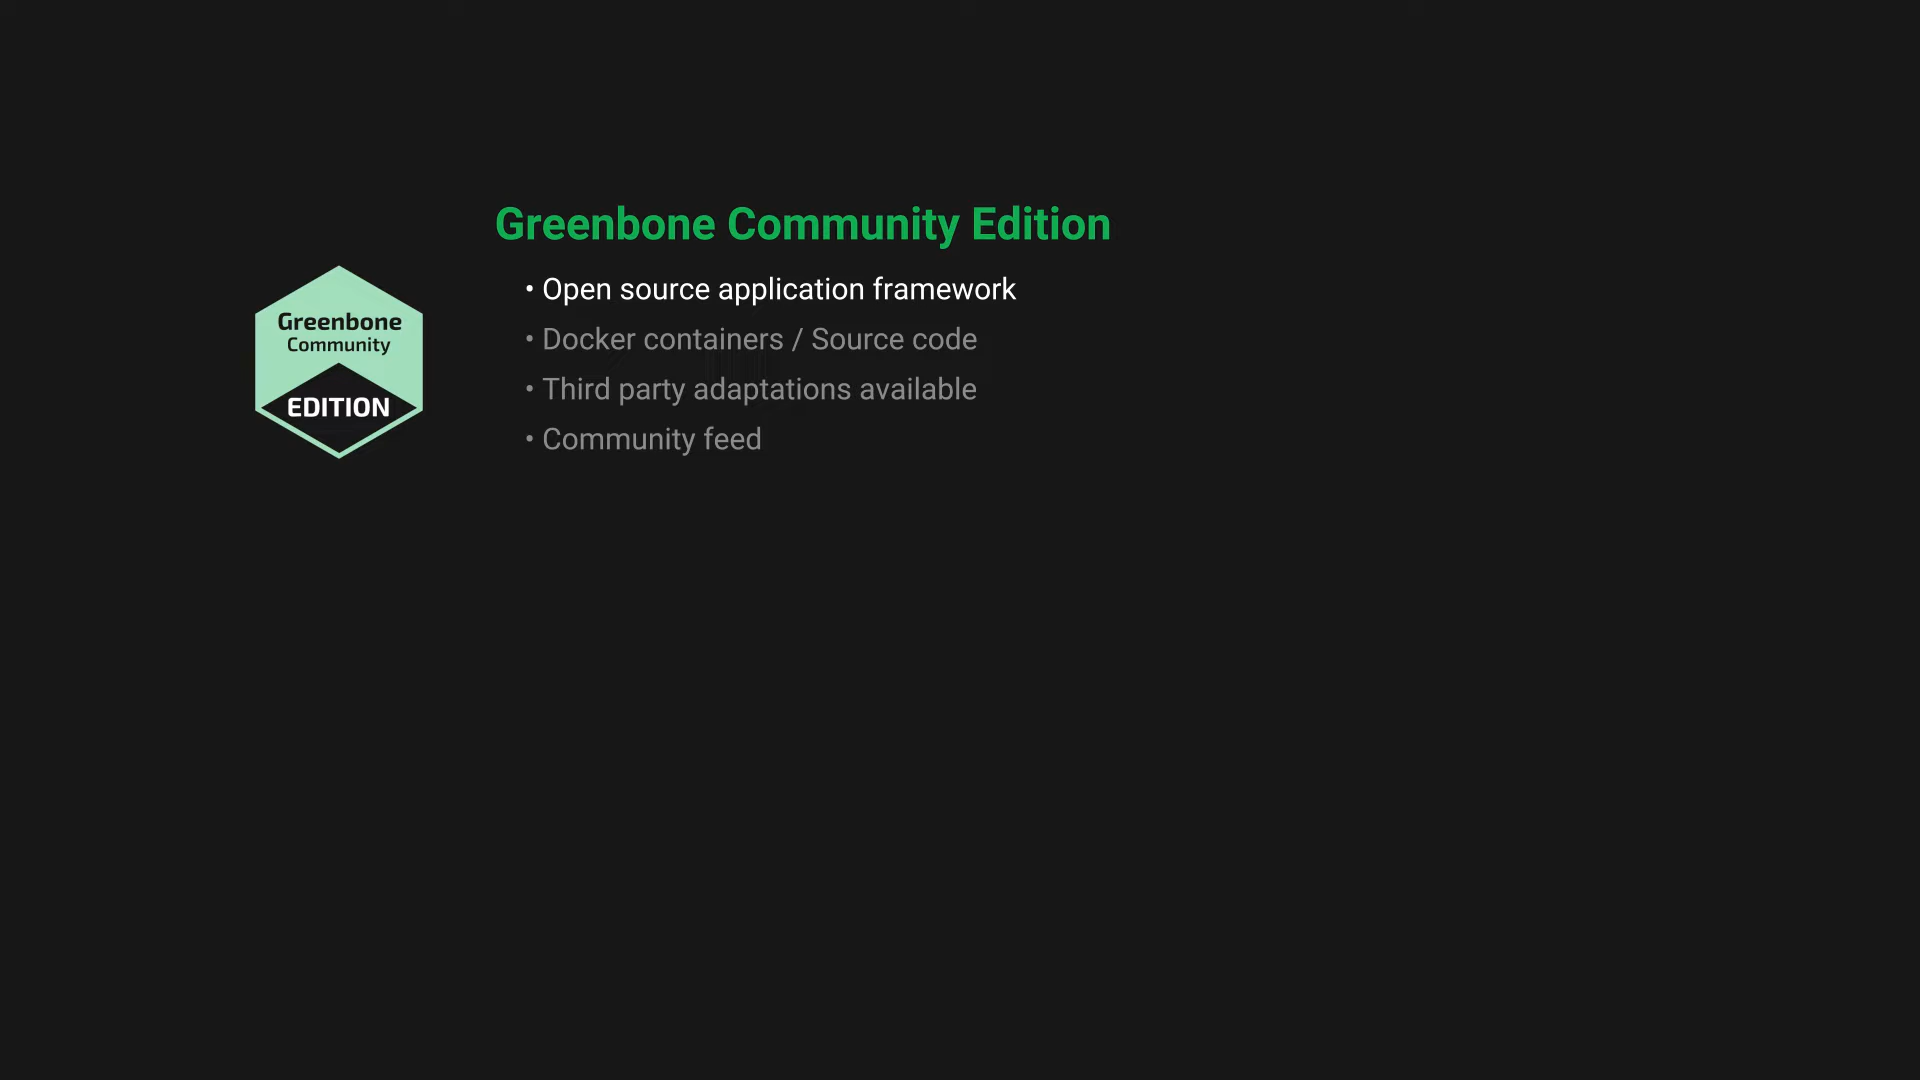 Greenbone Community Edition
• Open source application framework
• Docker containers / Source code
• Third party adaptations available
• Community feed
Greenbone
Community
EDITION